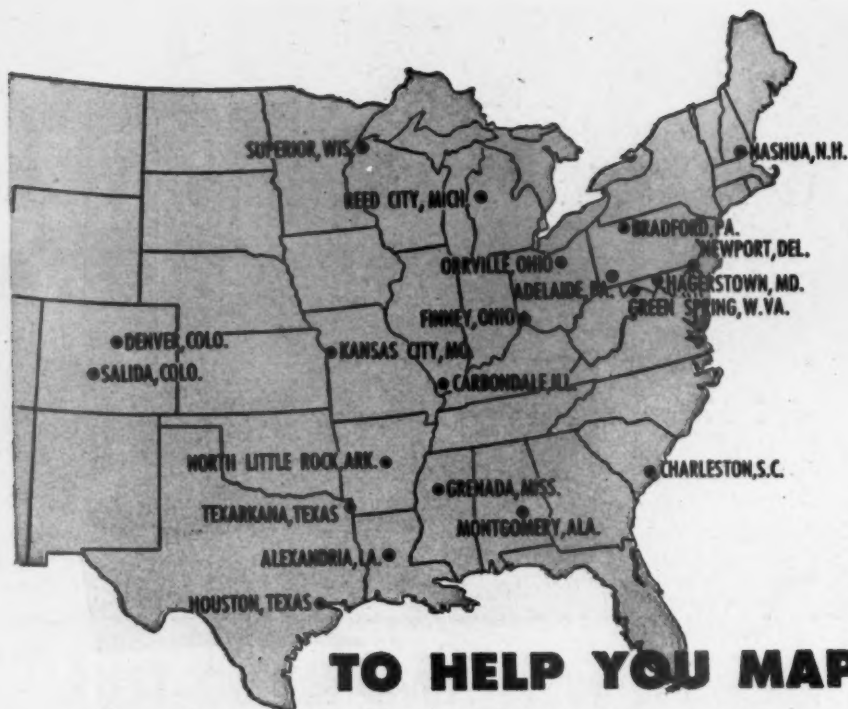 SUPERIOR, WIS.
NASHUA, N.H.
REED CITY, MICH.
BRADFORD, PA.
NEWPORT, DEL.
ORRVILLE, OHIO
ADELAIDE, PA.
HAGERSTOWN, MD.
GREEN SPRING, W. VA.
FINNEY, OHIO
DENVER, COLO.
KANSAS CITY, MO.
SALIDA, COLO.
CARBONDALE, ILL.
NORTH LITTLE ROCK, ARK.
CHARLESTON, S.C.
GRENADA, MISS.
TEXARKANA, TEXAS
MONTGOMERY, ALA.
ALEXANDRIA, LA.
HOUSTON, TEXAS
TO HELP YOU MAP